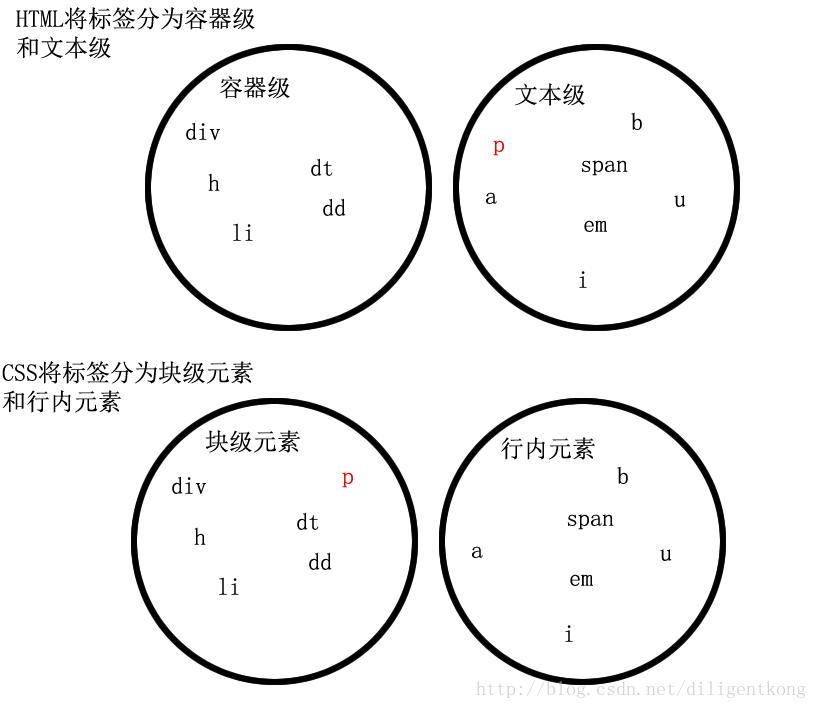 HTML将标签分为容器级
和文本级
容器级
div
h
li
dt
dd
文本级
b
p
span
a
u
em
i
CSS将标签分为块级元素
和行内元素
块级元素
p
div
dt
h
dd
li
行内元素
b
span
a
u
em
i
http://blog.csdn.net/diligentkong